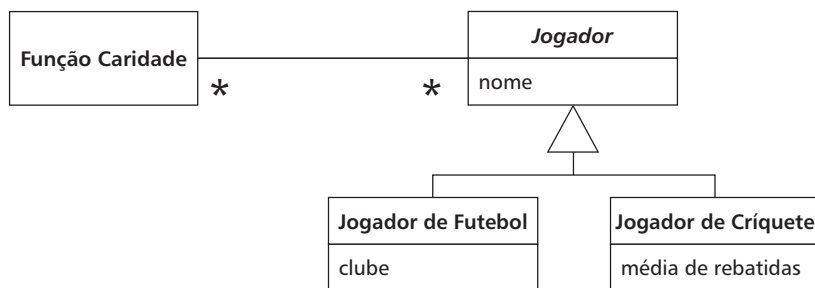 Jogador
Função Caridade
nome
* *
Jogador de Futebol Jogador de Críquete
clube média de rebatidas